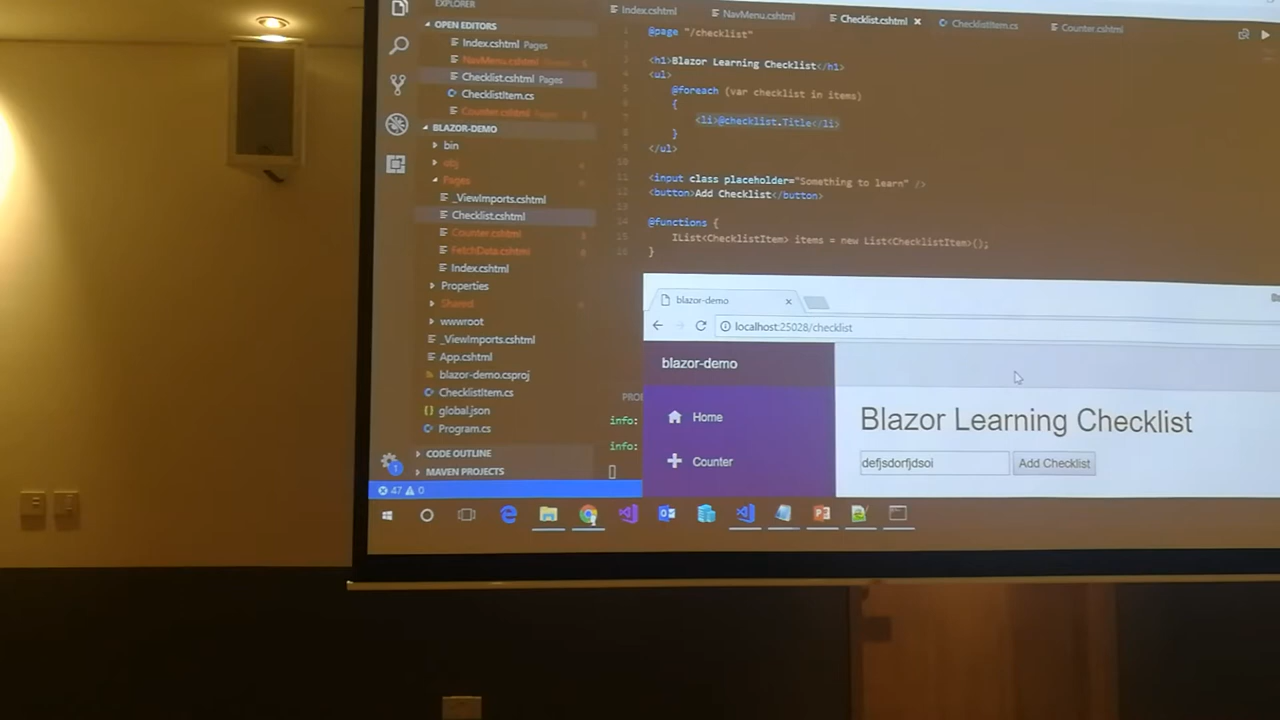 EXPLORER
OPEN EDITORS
Index.cshtml Pages
NavMenu.cshtml
Checklist.cshtml Pages
ChecklistItem.cs
Counter.cshtml Pages
BLAZOR-DEMO
bin
obj
Pages
_ViewImports.cshtml
Checklist.cshtml
Counter.cshtml
FetchData.cshtml
Index.cshtml
Properties
Shared
wwwroot
_ViewImports.cshtml
App.cshtml
blazor-demo.csproj
ChecklistItem.cs
global.json
Program.cs
CODE OUTLINE
MAVEN PROJECTS
1
47 0
Index.cshtml NavMenu.cshtml Checklist.cshtml ChecklistItem.cs Counter.cshtml
@page "/checklist"
<h1>Blazor Learning Checklist</h1>
<ul>
@foreach (var checklist in items)
{
<li>@checklist.Title</li>
}
</ul>
<input class placeholder="Something to learn" />
<button>Add Checklist</button>
@functions {
IList<ChecklistItem> items = new List<ChecklistItem>();
}
PRO
info:
info:
blazor-demo
localhost:25028/checklist
blazor-demo
Home
Counter
Blazor Learning Checklist
defjsdorfjdsoi Add Checklist